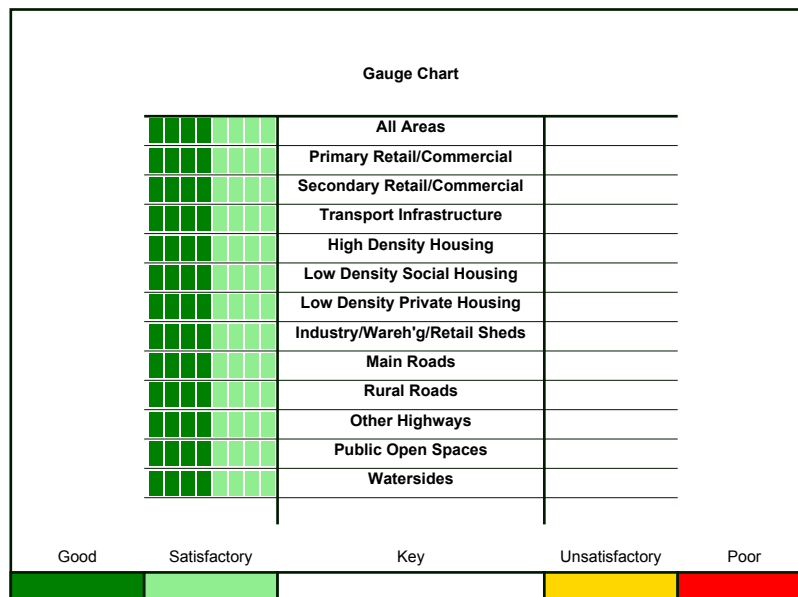 Gauge Chart
All Areas
Primary Retail/Commercial
Secondary Retail/Commercial
Transport Infrastructure
High Density Housing
Low Density Social Housing
Low Density Private Housing
Industry/Wareh'g/Retail Sheds
Main Roads
Rural Roads
Other Highways
Public Open Spaces
Watersides
Good Satisfactory Key Unsatisfactory Poor